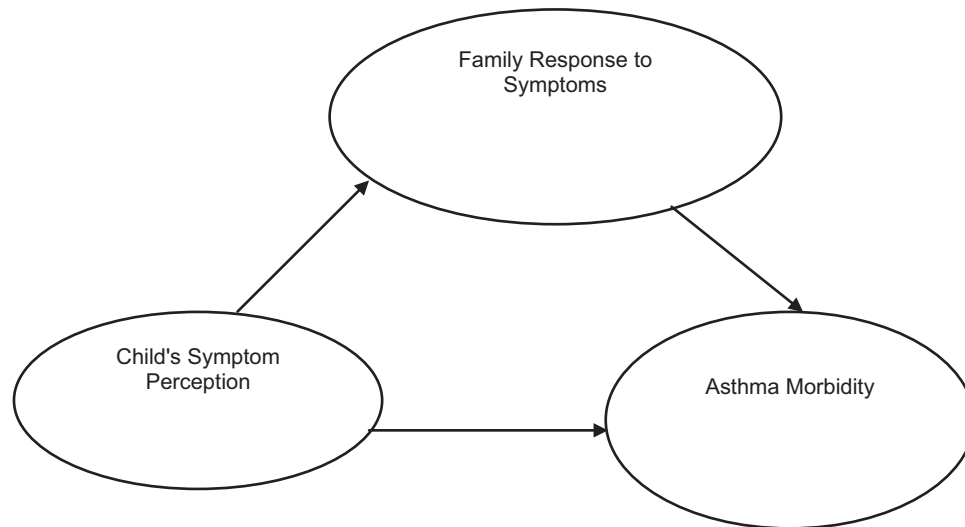 Family Response to
Symptoms
Child's Symptom
Perception
Asthma Morbidity